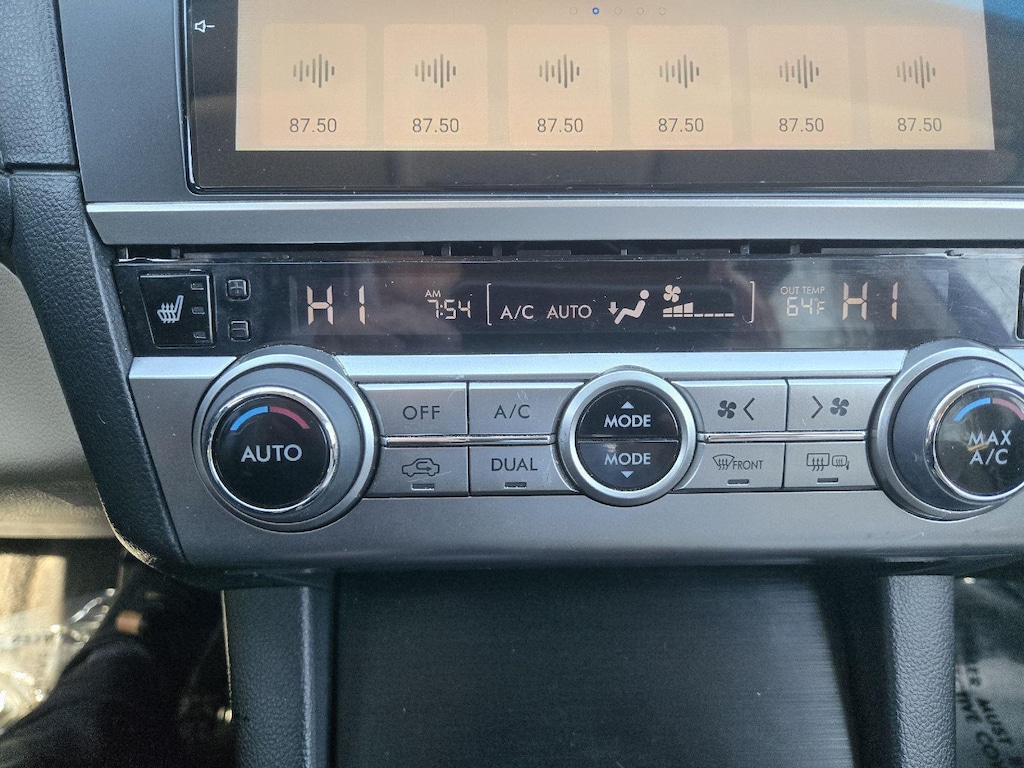 87.50 87.50 87.50 87.50 87.50 87.50
HI AM 7:54 A/C AUTO OUT TEMP 64°F HI
OFF A/C MODE
AUTO MODE MAX A/C
DUAL FRONT
MUST